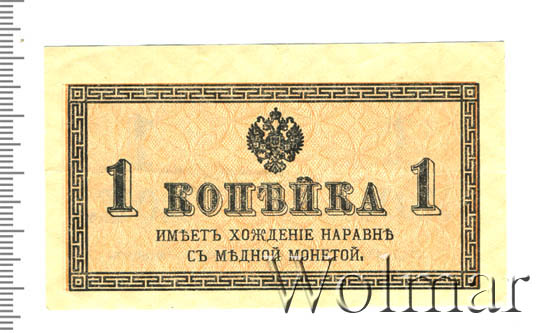 1 КОПѢЙКА 1
ИМѢЕТЪ ХОЖДЕНІЕ НАРАВНѢ
СЪ МѢДНОЙ МОНЕТОЙ.
Wolmar